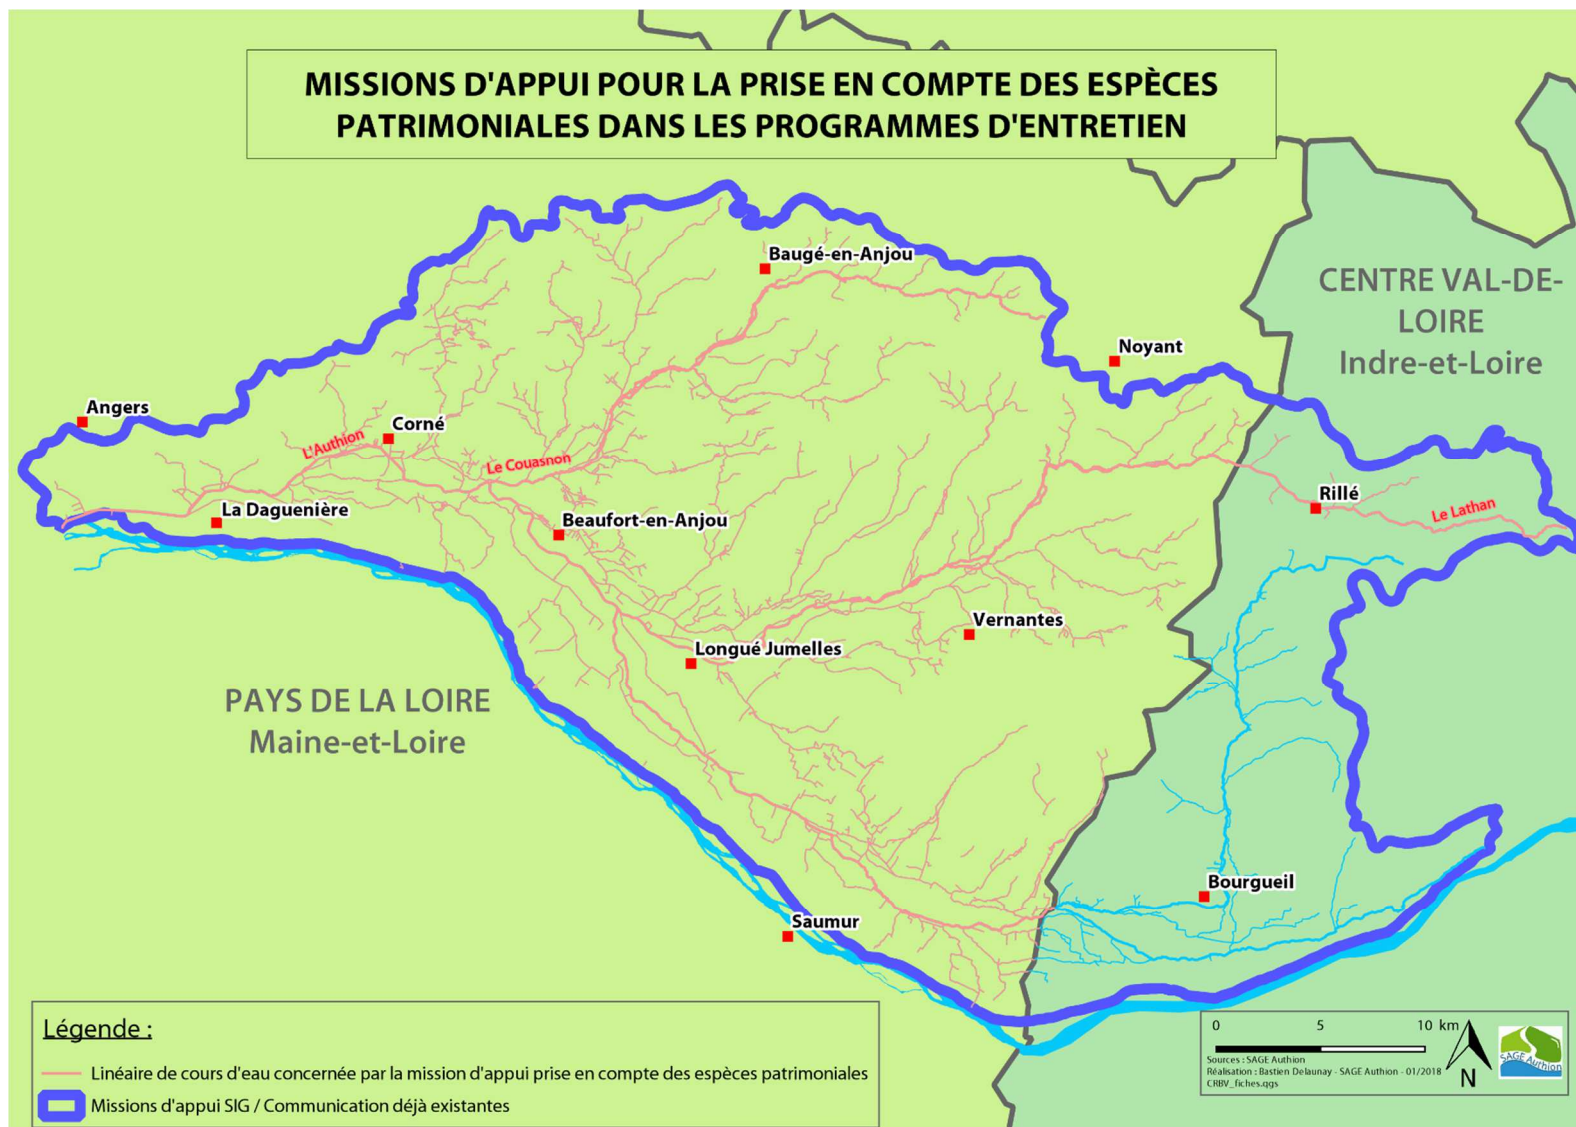 MISSIONS D'APPUI POUR LA PRISE EN COMPTE DES ESPÈCES
PATRIMONIALES DANS LES PROGRAMMES D'ENTRETIEN
Baugé-en-Anjou
CENTRE VAL-DE-
LOIRE
Indre-et-Loire
Noyant
Angers
Corné
L'Authion
Le Couasnon
Rillé
Le Lathan
La Daguenière
Beaufort-en-Anjou
Vernantes
Longué Jumelles
PAYS DE LA LOIRE
Maine-et-Loire
Bourgueil
Saumur
Légende :
Linéaire de cours d'eau concernée par la mission d'appui prise en compte des espèces patrimoniales
Missions d'appui SIG / Communication déjà existantes
0 5 10 km
Sources : SAGE Authion
Réalisation : Bastien Delaunay - SAGE Authion - 01/2018
CRBV_fiches.qgs
N
SAGE Authion